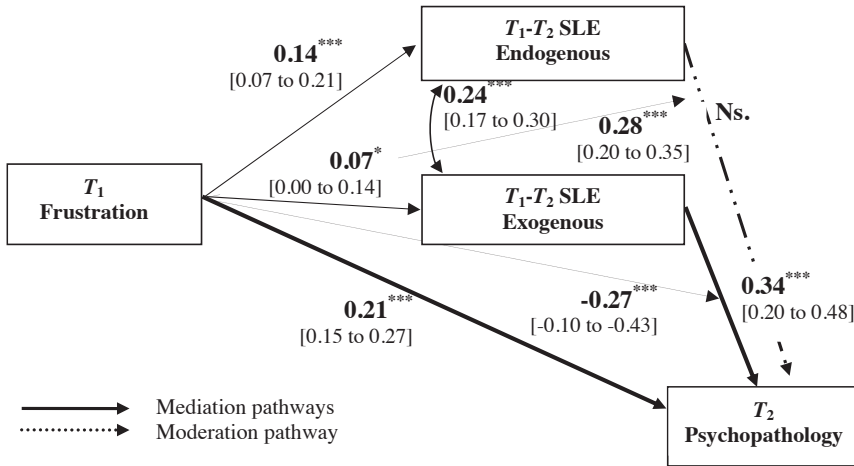 T₁-T₂ SLE
Endogenous
0.14***
[0.07 to 0.21]
0.24***
[0.17 to 0.30]
Ns.
0.28***
[0.20 to 0.35]
0.07*
[0.00 to 0.14]
T₁
Frustration
T₁-T₂ SLE
Exogenous
0.21***
[0.15 to 0.27]
-0.27***
[-0.10 to -0.43]
0.34***
[0.20 to 0.48]
T₂
Psychopathology
Mediation pathways
Moderation pathway